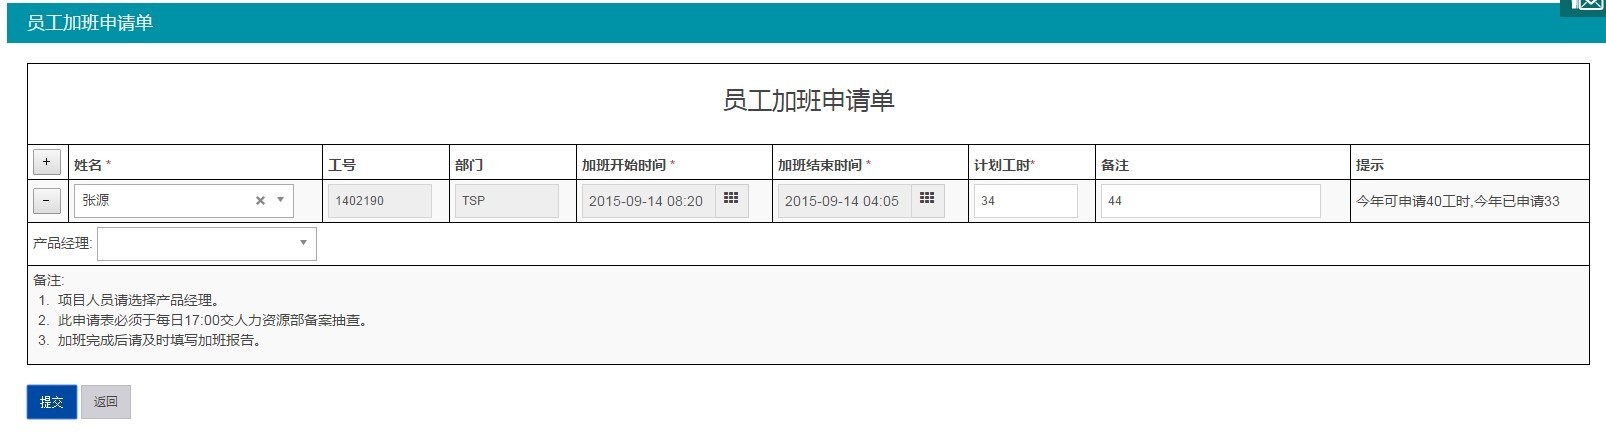 员工加班申请单
员工加班申请单
+ 姓名 * 工号 部门 加班开始时间 * 加班结束时间 * 计划工时* 备注 提示
- 张源 × 1402190 TSP 2015-09-14 08:20 2015-09-14 04:05 34 44 今年可申请40工时,今年已申请33
产品经理:
备注:
1. 项目人员请选择产品经理。
2. 此申请表必须于每日17:00交人力资源部备案抽查。
3. 加班完成后请及时填写加班报告。
提交 返回